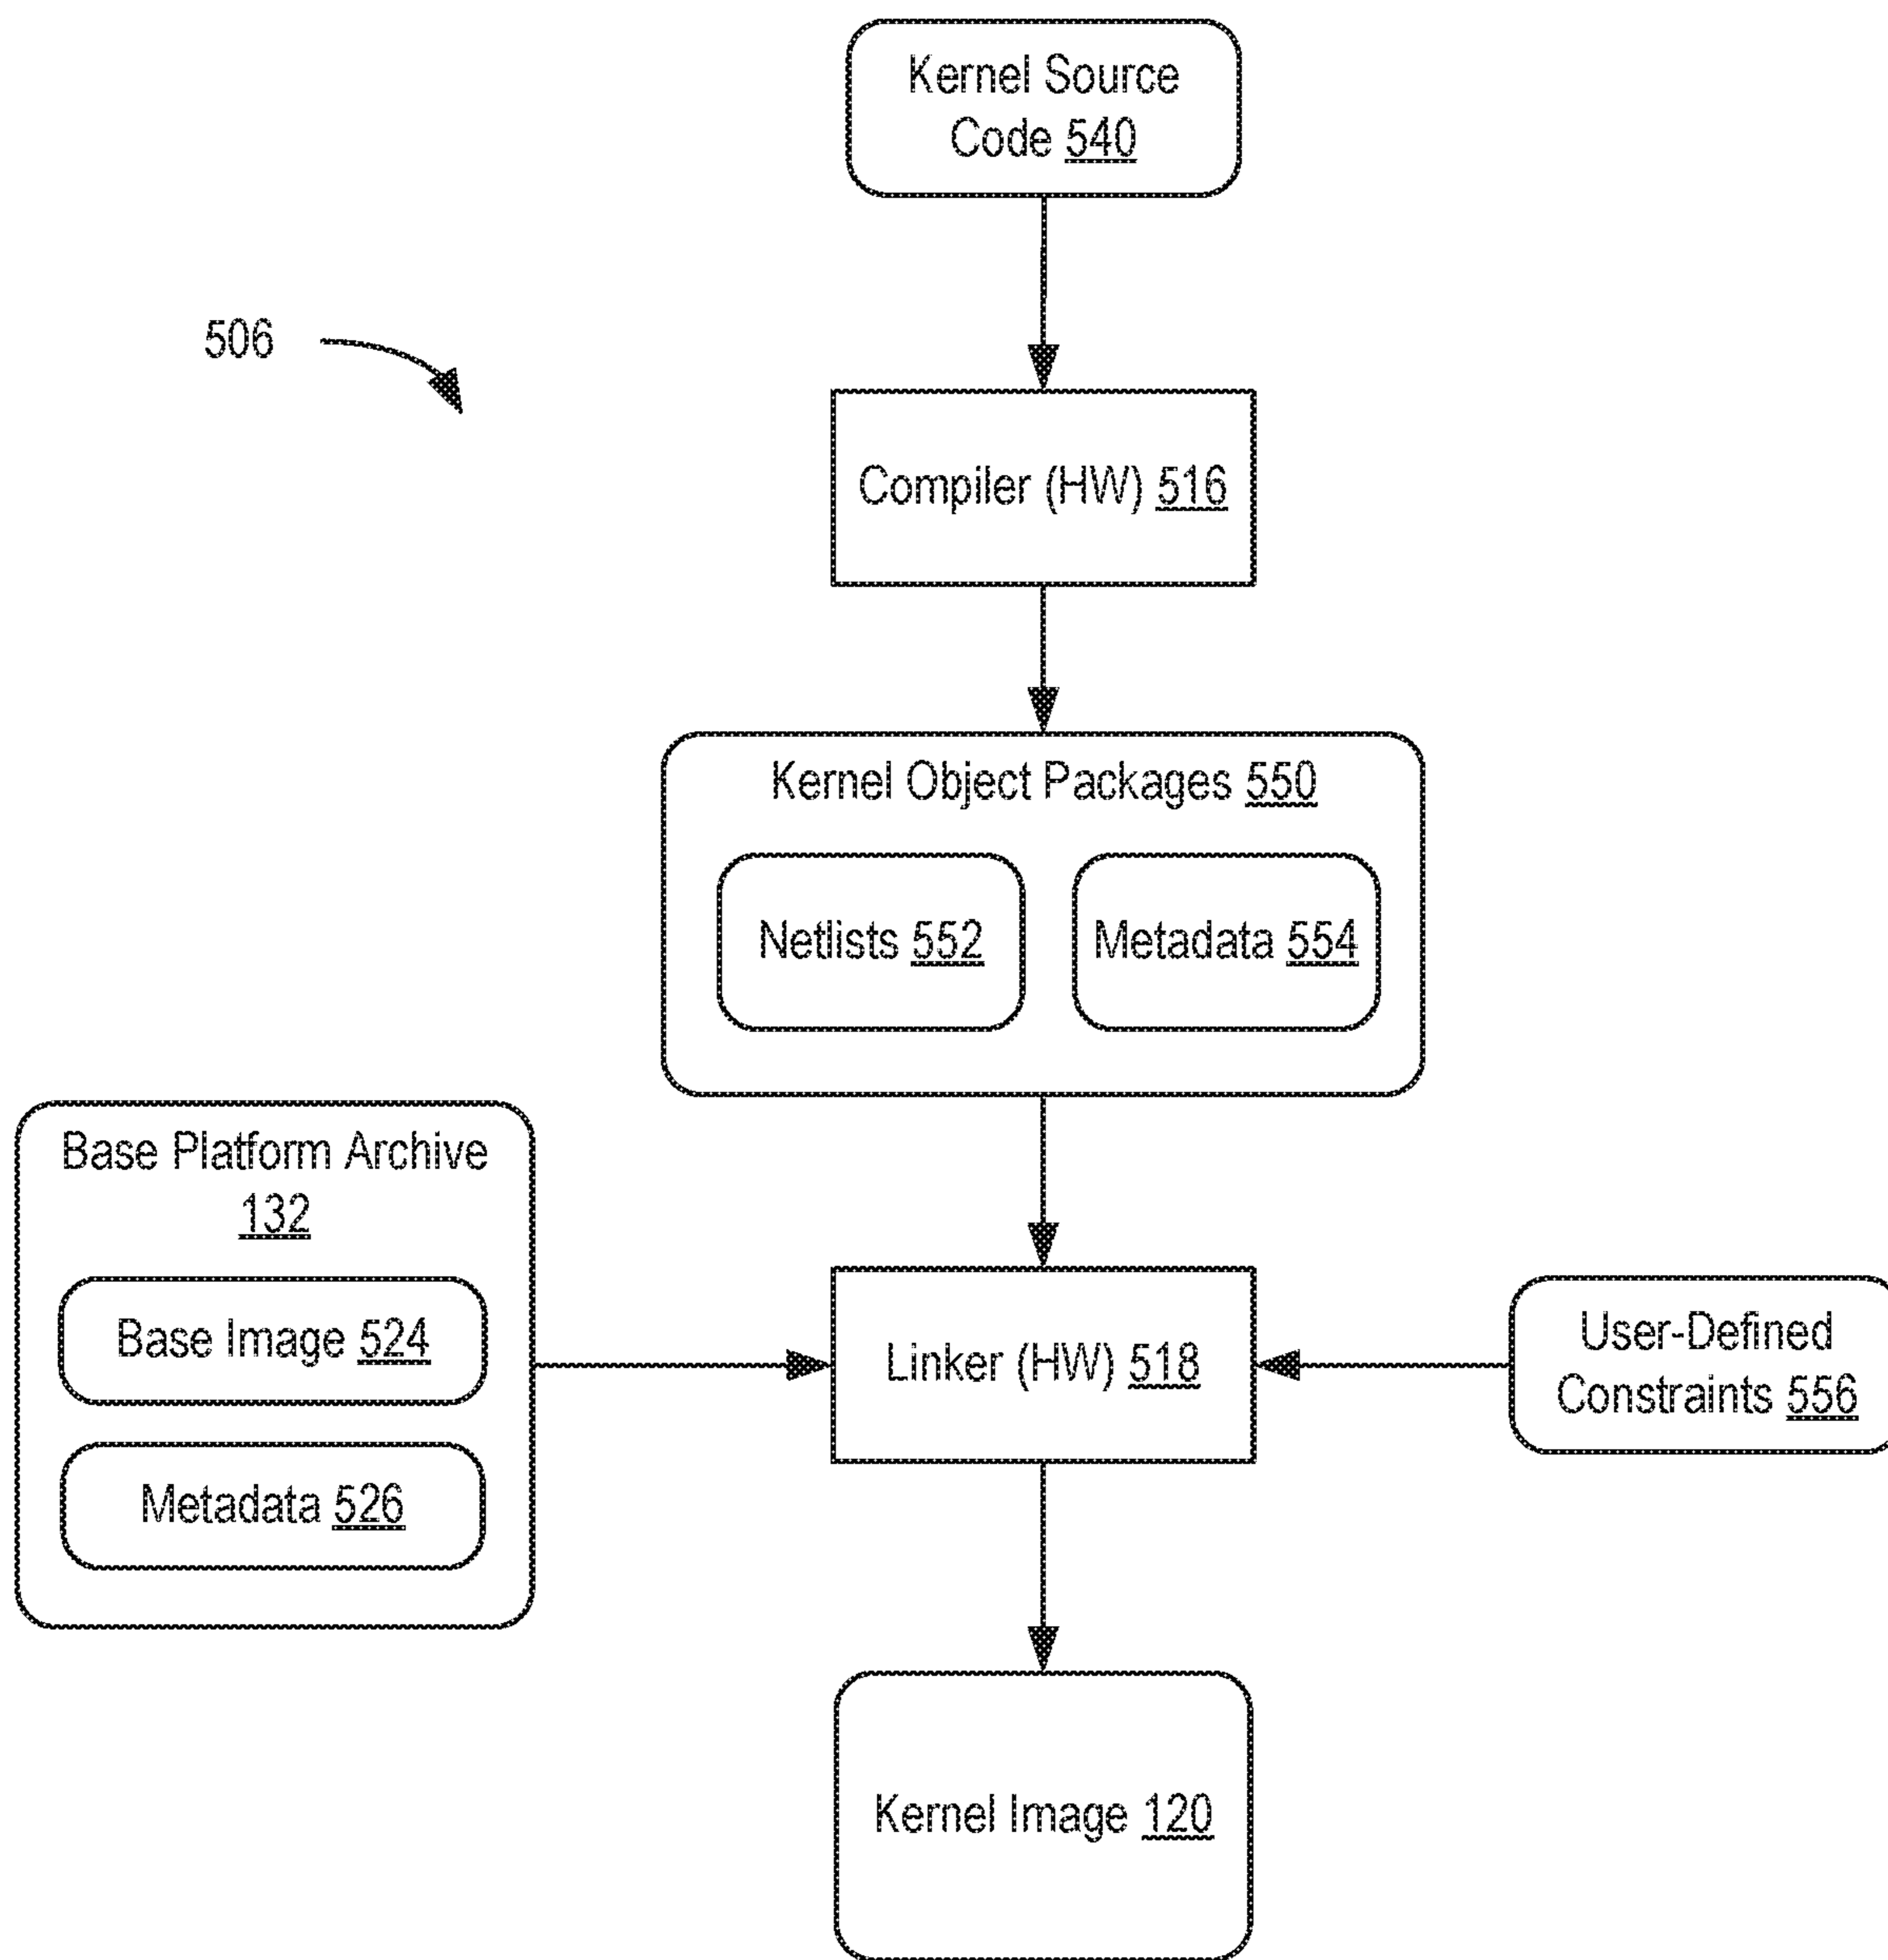 Kernel Source
Code 540
506
Compiler (HW) 516
Kernel Object Packages 550
Netlists 552
Metadata 554
Base Platform Archive
132
Base Image 524
Metadata 526
Linker (HW) 518
User-Defined
Constraints 556
Kernel Image 120